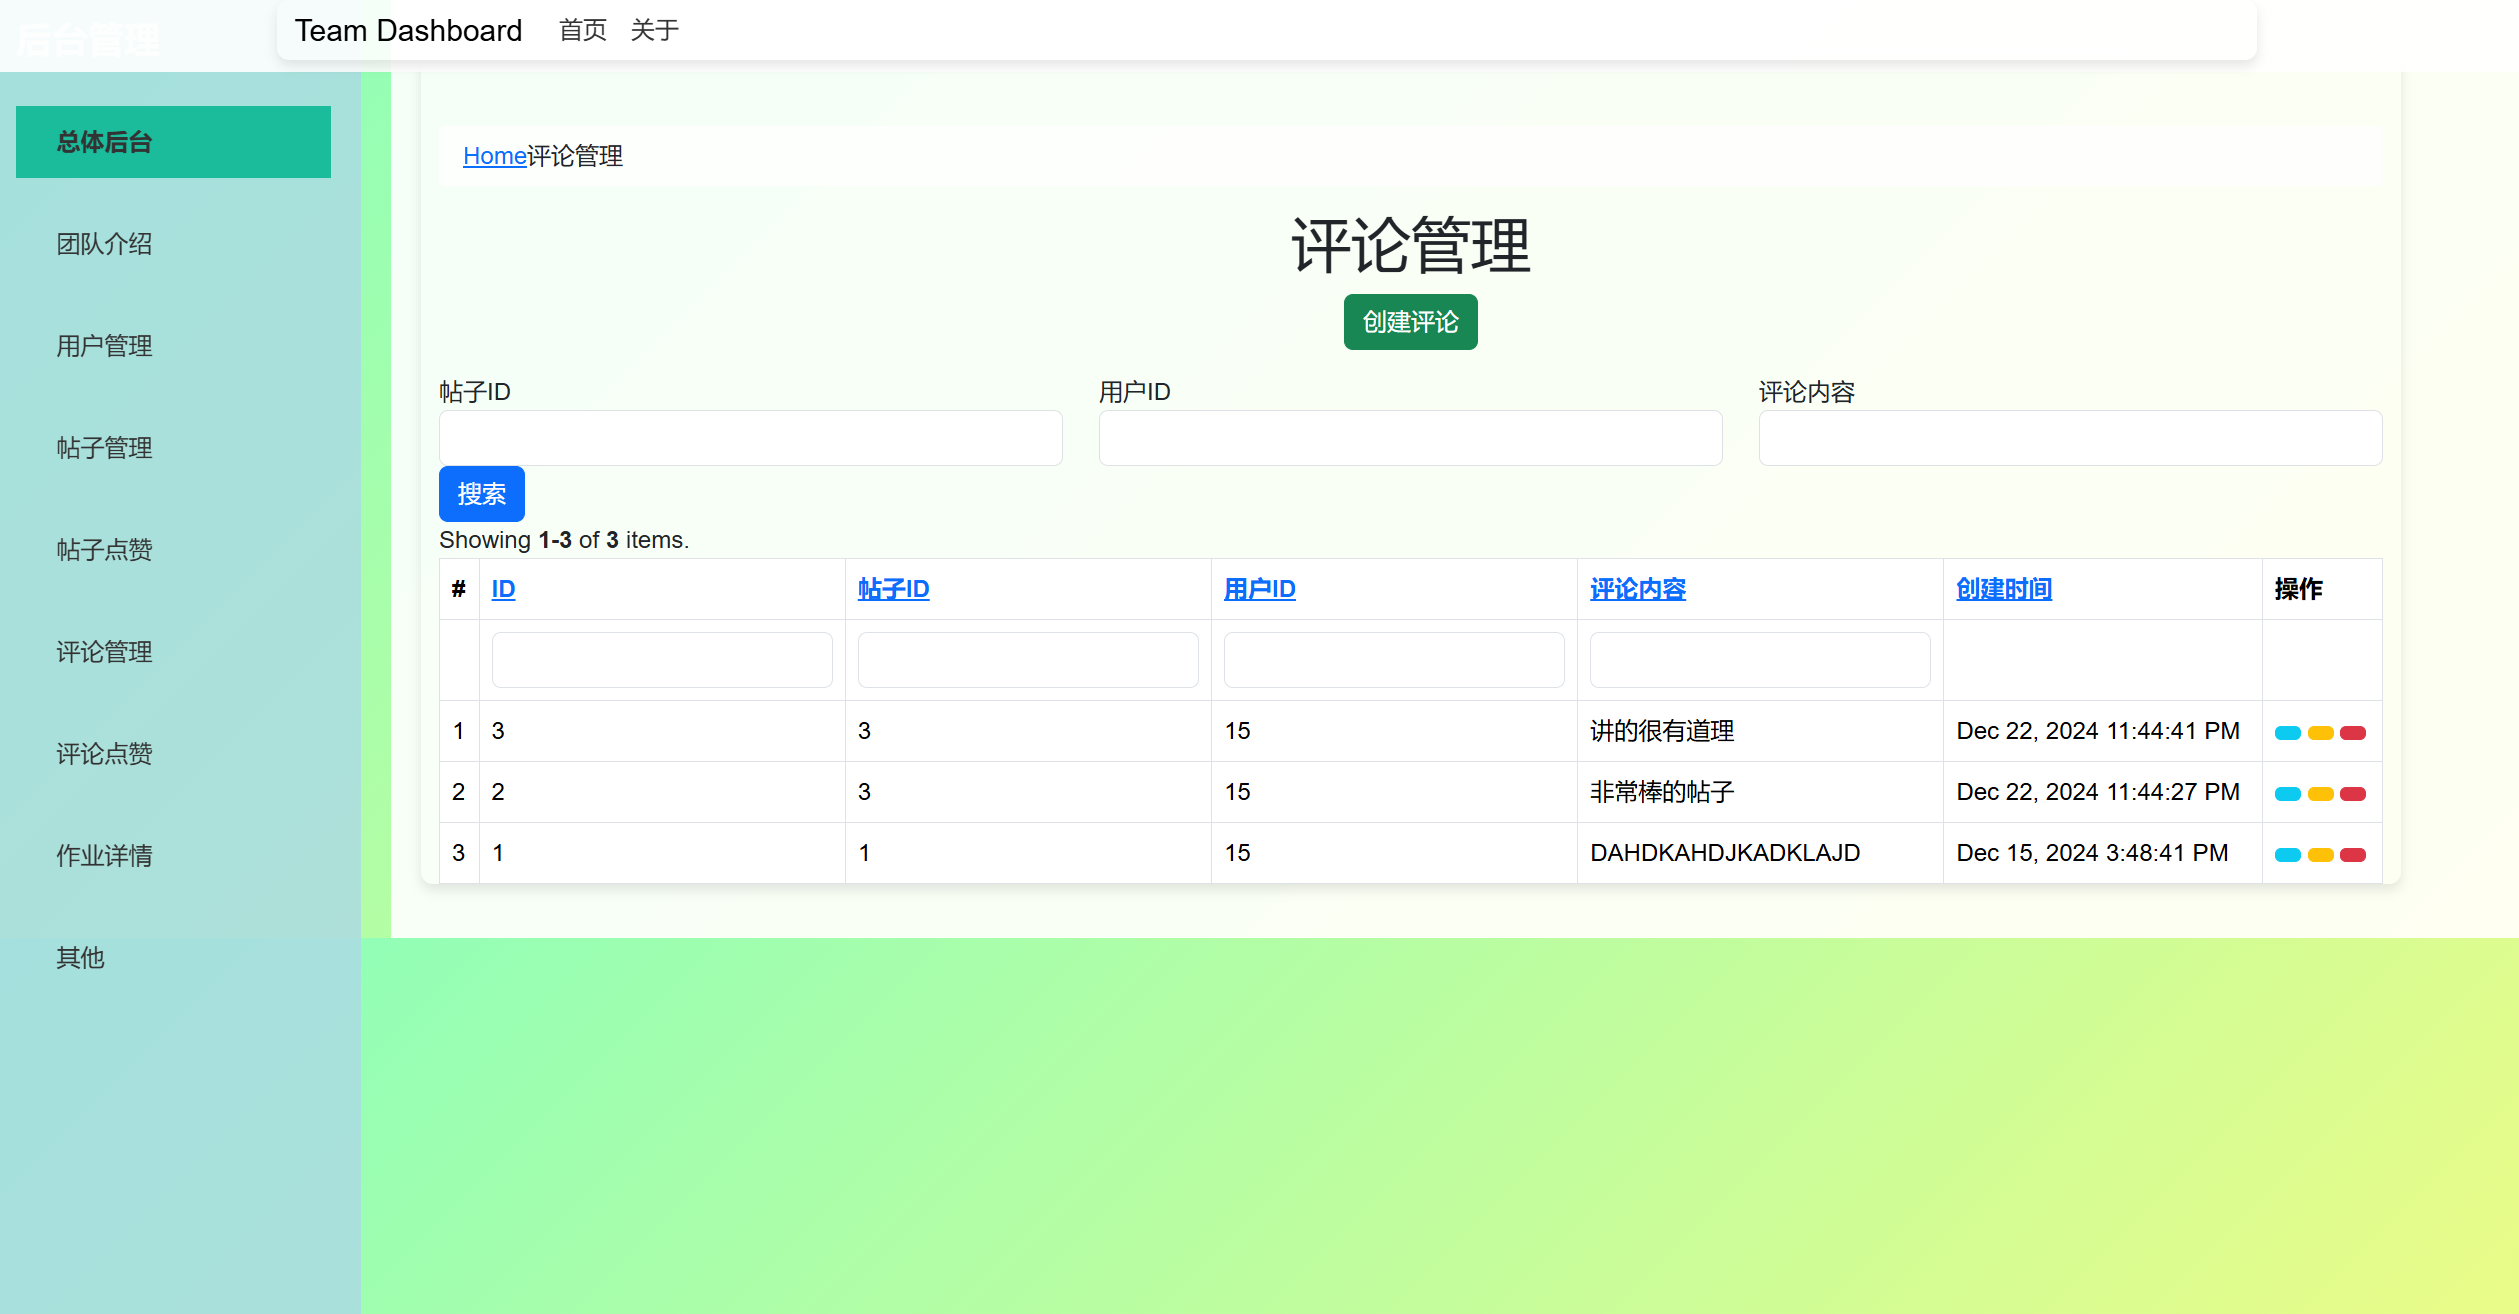 后台管理
Team Dashboard 首页 关于
总体后台
团队介绍
用户管理
帖子管理
帖子点赞
评论管理
评论点赞
作业详情
其他
Home评论管理
评论管理
创建评论
帖子ID 用户ID 评论内容
搜索
Showing 1-3 of 3 items.
# ID 帖子ID 用户ID 评论内容 创建时间 操作
1 3 3 15 讲的很有道理 Dec 22, 2024 11:44:41 PM
2 2 3 15 非常棒的帖子 Dec 22, 2024 11:44:27 PM
3 1 1 15 DAHDKAHDJKADKLAJD Dec 15, 2024 3:48:41 PM